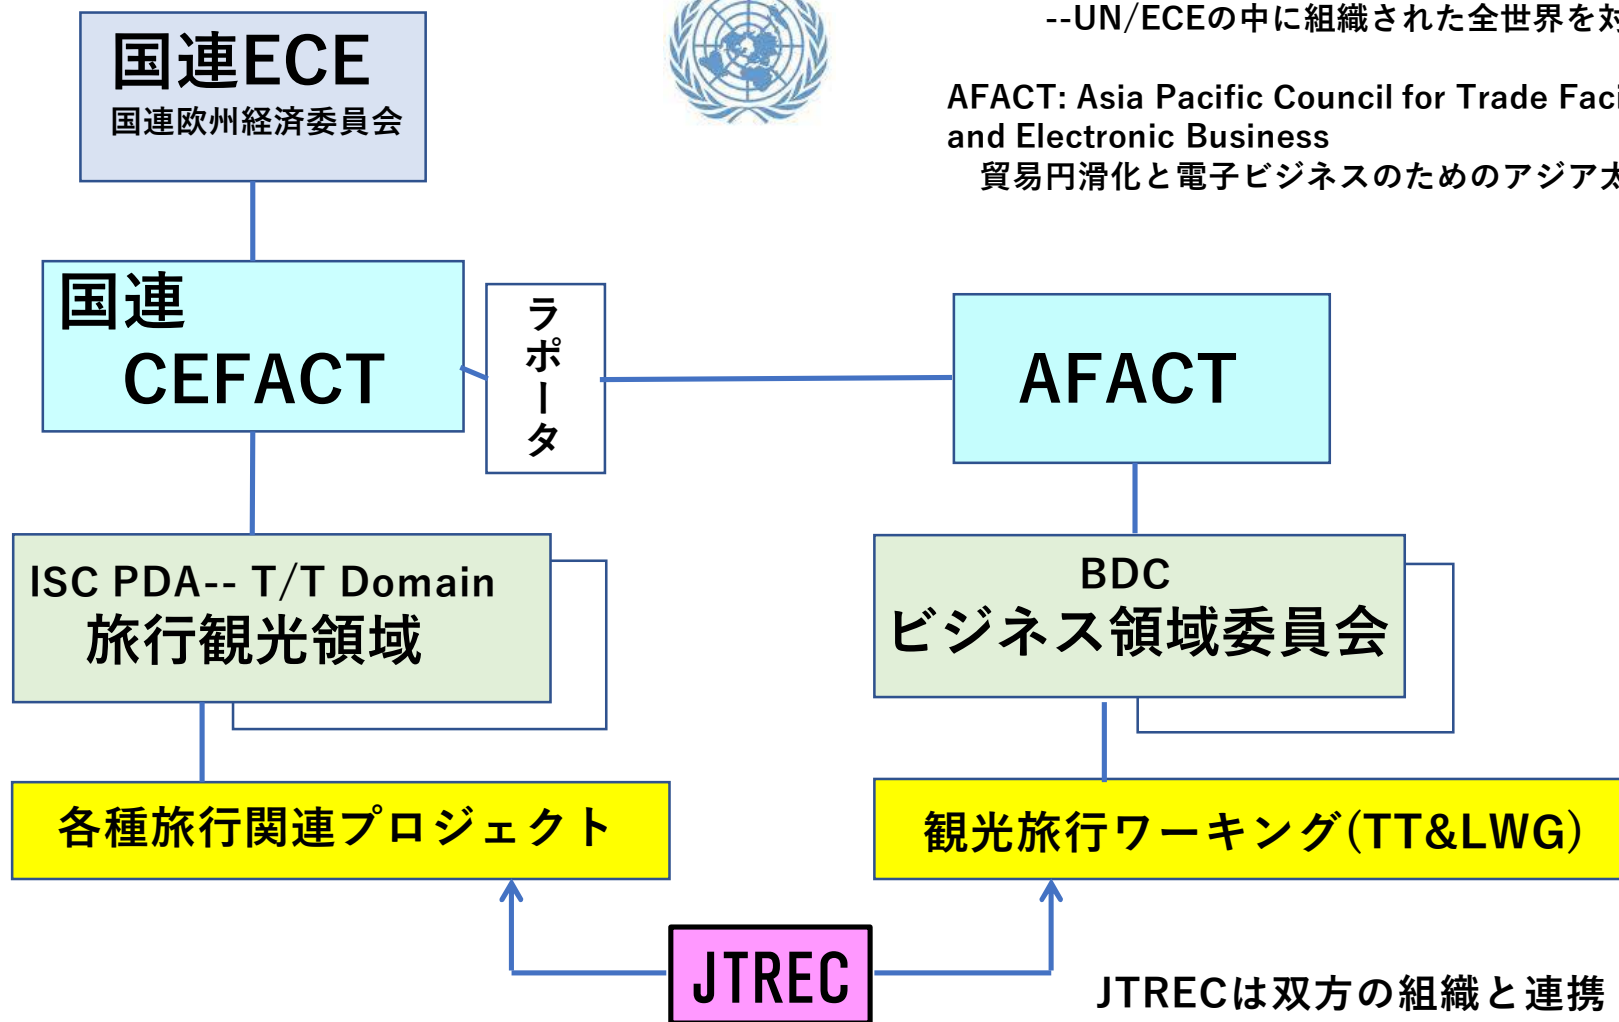 --UN/ECEの中に組織された全世界を対
AFACT: Asia Pacific Council for Trade Faci
and Electronic Business
貿易円滑化と電子ビジネスのためのアジア太
国連ECE
国連欧州経済委員会
国連
CEFACT
ラポータ
AFACT
ISC PDA-- T/T Domain
旅行観光領域
BDC
ビジネス領域委員会
各種旅行関連プロジェクト
観光旅行ワーキング(TT&LWG)
JTREC
JTRECは双方の組織と連携